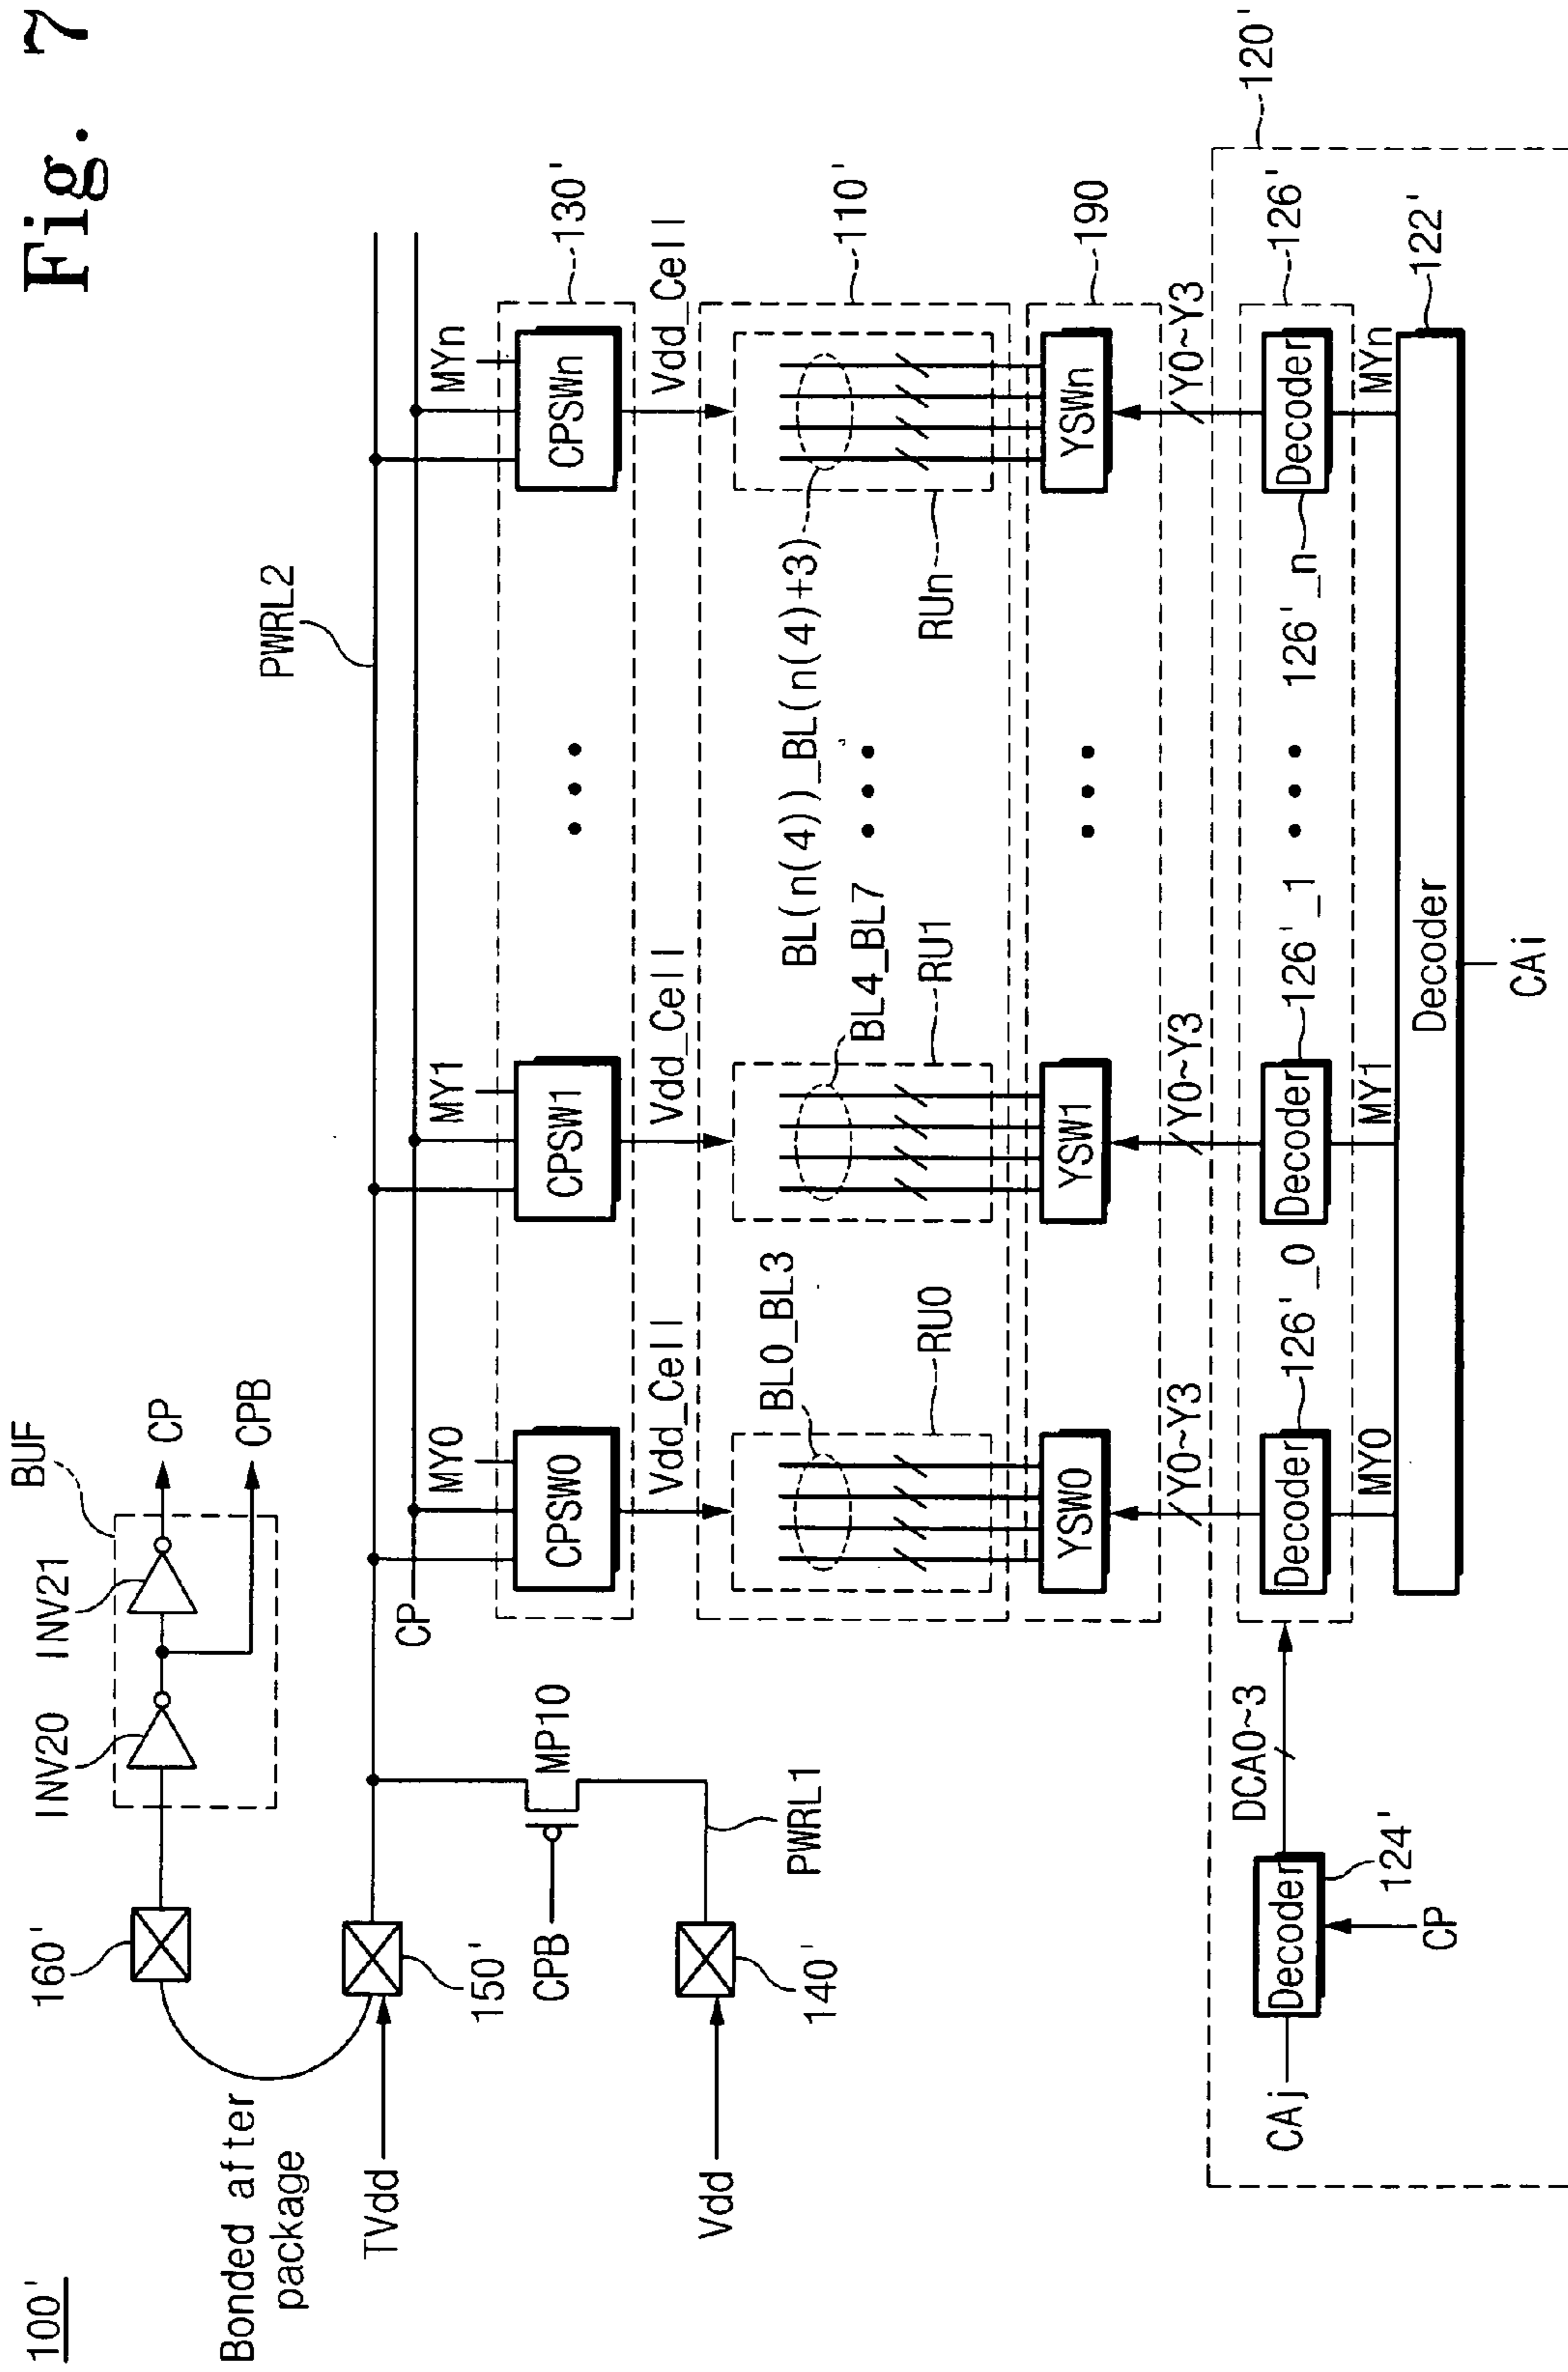 Fig. 7
100'
Bonded after
package
160'
INV20
INV21
BUF
CP
CPB
TVdd
150'
CPB
MP10
Vdd
140'
PWRL1
PWRL2
CP
MY0
MY1
MYn
CPSW0
CPSW1
CPSWn
130'
Vdd_Cell
Vdd_Cell
Vdd_Cell
BL0_BL3
BL4_BL7
BL(n(4))_BL(n(4)+3)
110'
RU0
RU1
RUn
YSW0
YSW1
YSWn
190
Y0~Y3
Y0~Y3
Y0~Y3
120'
CAj
Decoder
124'
CP
DCA0~3
Decoder
126'_0
Decoder
126'_1
126'_n
Decoder
126'
MY0
MY1
MYn
Decoder
122'
CAi